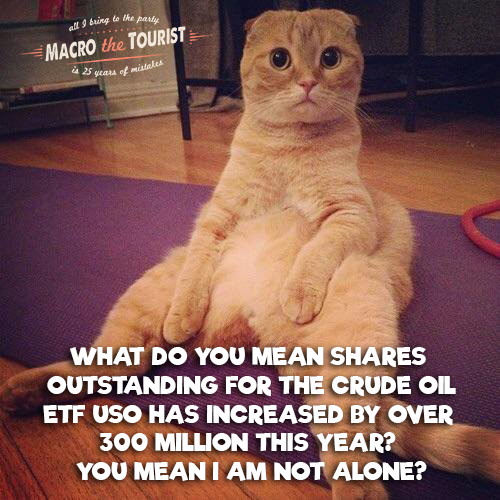 all I bring to the party
MACRO the TOURIST
is 25 years of mistakes
WHAT DO YOU MEAN SHARES
OUTSTANDING FOR THE CRUDE OIL
ETF USO HAS INCREASED BY OVER
300 MILLION THIS YEAR?
YOU MEAN I AM NOT ALONE?